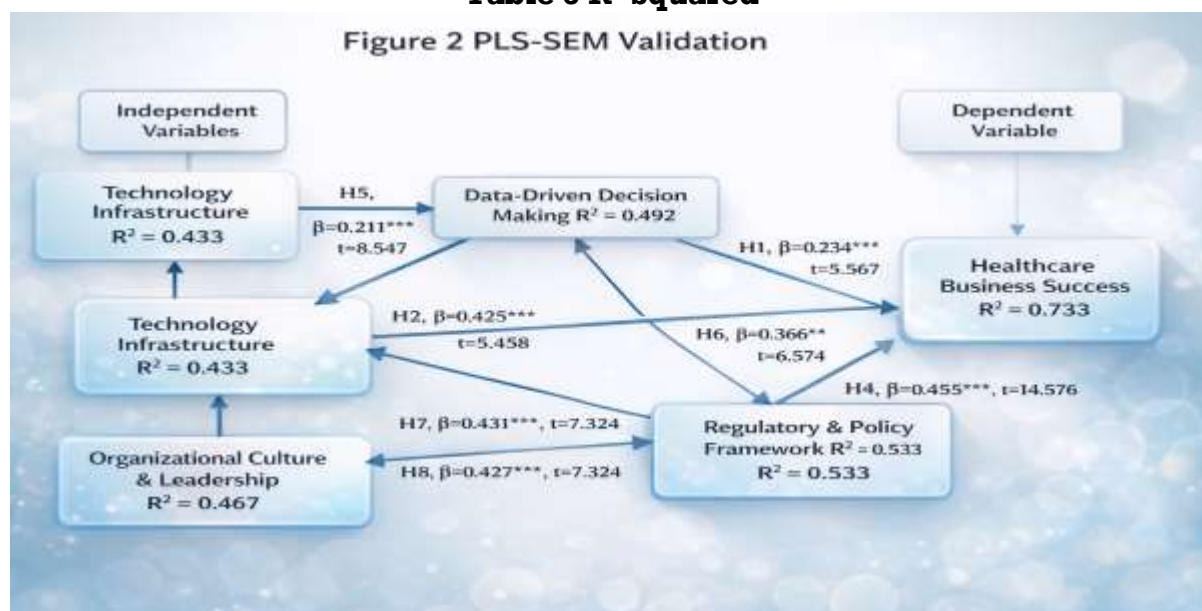 Table 3 R-Squared
Figure 2 PLS-SEM Validation
Independent
Variables
Dependent
Variable
Technology
Infrastructure
R² = 0.433
H5,
β=0.211***
t=8.547
Data-Driven Decision
Making R² = 0.492
H1, β=0.234***
t=5.567
Healthcare
Business Success
R² = 0.733
Technology
Infrastructure
R² = 0.433
H2, β=0.425***
t=5.458
H6, β=0.366**
t=6.574
H4, β=0.455***, t=14.576
H7, β=0.431***, t=7.324
H8, β=0.427***, t=7.324
Organizational Culture
& Leadership
R² = 0.467
Regulatory & Policy
Framework R² = 0.533
R² = 0.533